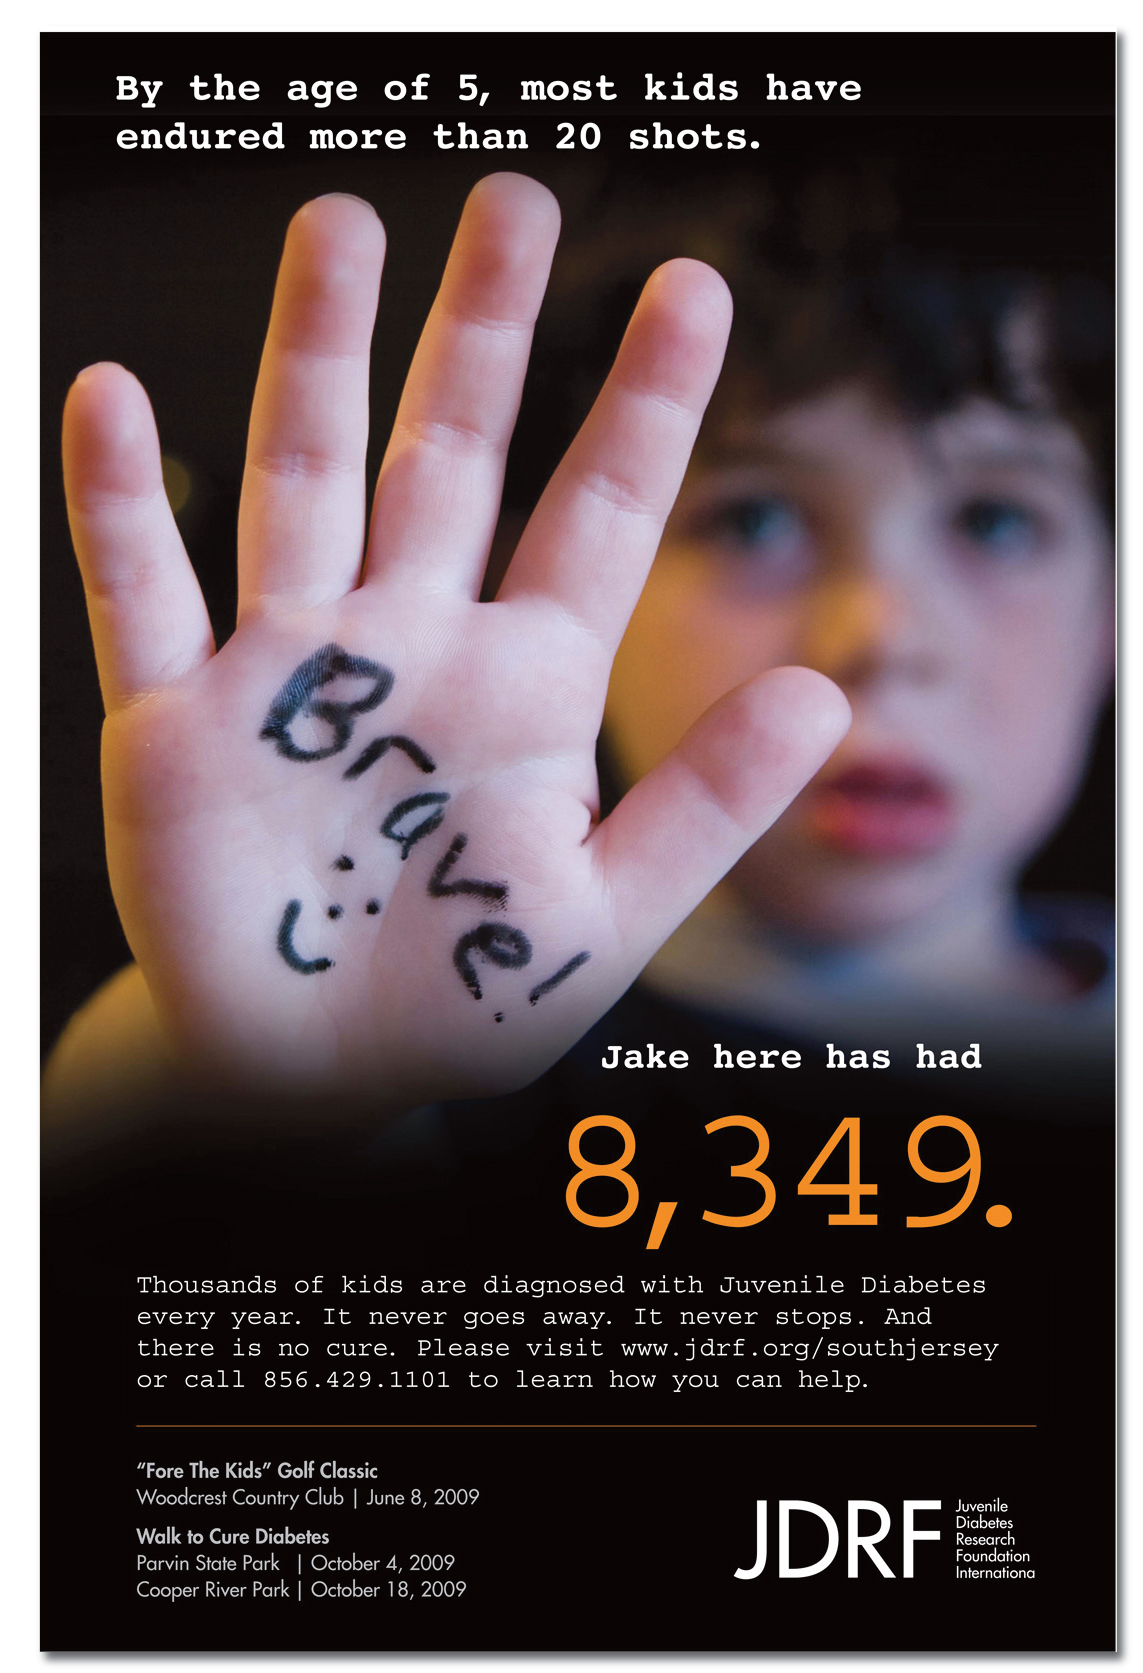 By the age of 5, most kids have
endured more than 20 shots.
Brave!
Jake here has had
8,349.
Thousands of kids are diagnosed with Juvenile Diabetes
every year. It never goes away. It never stops. And
there is no cure. Please visit www.jdrf.org/southjersey
or call 856.429.1101 to learn how you can help.
“Fore The Kids” Golf Classic
Woodcrest Country Club | June 8, 2009
Walk to Cure Diabetes
Parvin State Park | October 4, 2009
Cooper River Park | October 18, 2009
JDRF
Juvenile
Diabetes
Research
Foundation
Internationa